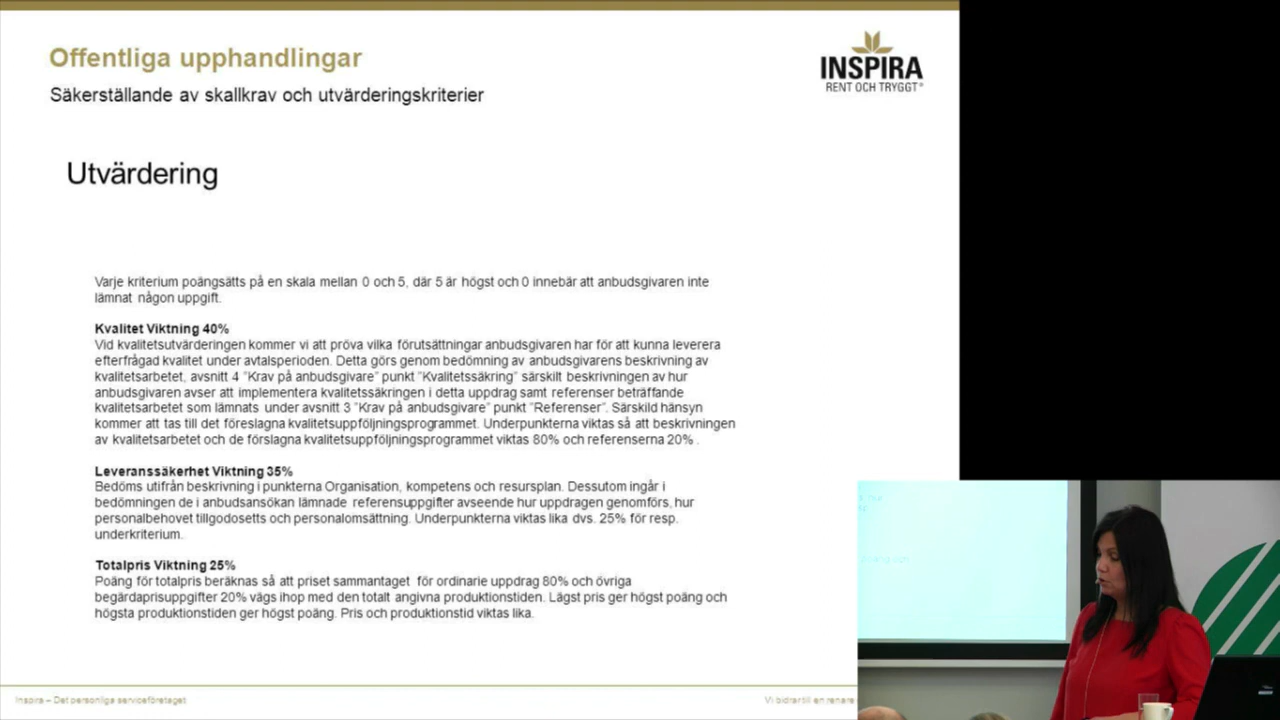 Offentliga upphandlingar
Säkerställande av skallkrav och utvärderingskriterier
INSPIRA
RENT OCH TRYGGT®
Utvärdering
Varje kriterium poängsätts på en skala mellan 0 och 5, där 5 är högst och 0 innebär att anbudsgivaren inte
lämnat någon uppgift.
Kvalitet Viktning 40%
Vid kvalitetsutvärderingen kommer vi att pröva vilka förutsättningar anbudsgivaren har för att kunna leverera
efterfrågad kvalitet under avtalsperioden. Detta görs genom bedömning av anbudsgivarens beskrivning av
kvalitetsarbetet, avsnitt 4 ”Krav på anbudsgivare” punkt ”Kvalitetssäkring” särskilt beskrivningen av hur
anbudsgivaren avser att implementera kvalitetssäkringen i detta uppdrag samt referenser beträffande
kvalitetsarbetet som lämnats under avsnitt 3 ”Krav på anbudsgivare” punkt ”Referenser”. Särskild hänsyn
kommer att tas till det föreslagna kvalitetsuppföljningsprogrammet. Underpunkterna viktas så att beskrivningen
av kvalitetsarbetet och de förslagna kvalitetsuppföljningsprogrammet viktas 80% och referenserna 20% .
Leveranssäkerhet Viktning 35%
Bedöms utifrån beskrivning i punkterna Organisation, kompetens och resursplan. Dessutom ingår i
bedömningen de i anbudsansökan lämnade referensuppgifter avseende hur uppdragen genomförs, hur
personalbehovet tillgodosetts och personalomsättning. Underpunkterna viktas lika dvs. 25% för resp.
underkriterium.
Totalpris Viktning 25%
Poäng för totalpris beräknas så att priset sammantaget för ordinarie uppdrag 80% och övriga
begärdaprisuppgifter 20% vägs ihop med den totalt angivna produktionstiden. Lägst pris ger högst poäng och
högsta produktionstiden ger högst poäng. Pris och produktionstid viktas lika.
Inspira – Det personliga serviceföretaget
Vi bidrar till en renare